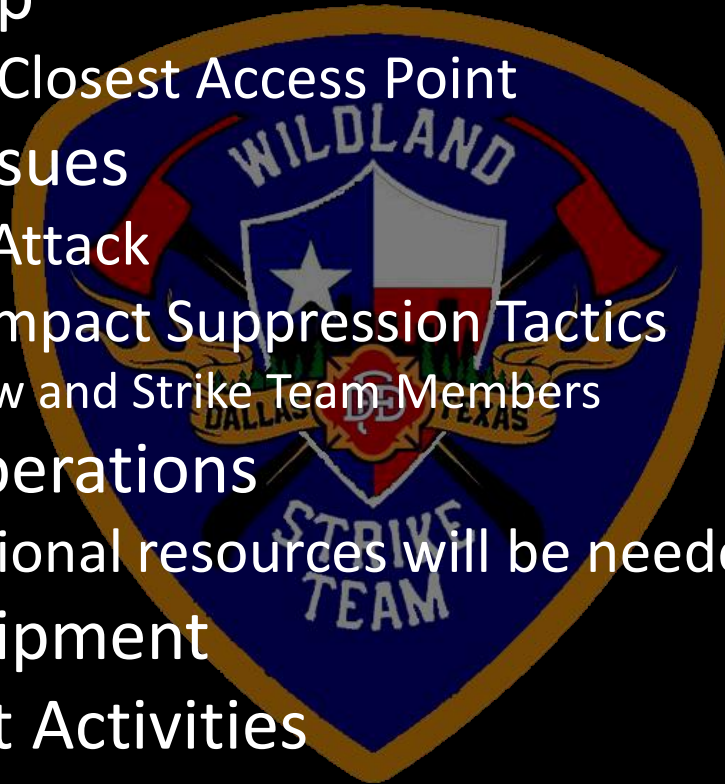 p
Closest Access Point
WILDLAND
sues
Attack
mpact Suppression Tactics
w and Strike Team Members
DALLAS TEXAS
perations
STRIKE
ional resources will be neede
TEAM
ipment
t Activities